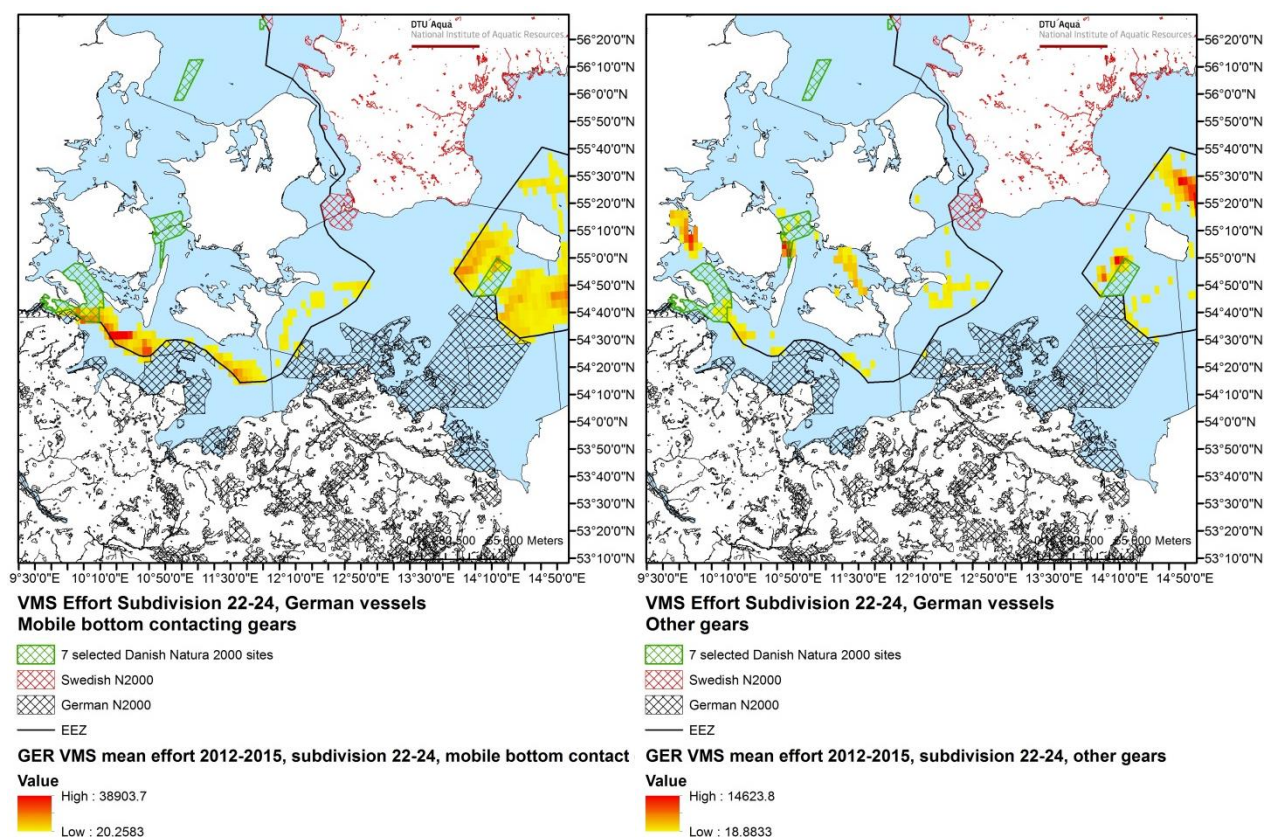 DTU Aqua
National Institute of Aquatic Resources
56°20'0"N
56°10'0"N
56°0'0"N
55°50'0"N
55°40'0"N
55°30'0"N
55°20'0"N
55°10'0"N
55°0'0"N
54°50'0"N
54°40'0"N
54°30'0"N
54°20'0"N
54°10'0"N
54°0'0"N
53°50'0"N
53°40'0"N
53°30'0"N
53°20'0"N
Meters
53°10'0"N
9°30'0"E 10°10'0"E 10°50'0"E 11°30'0"E 12°0'0"E 12°50'0"E 13°30'0"E 14°0'0"E 14°50'0"E
VMS Effort Subdivision 22-24, German vessels
Mobile bottom contacting gears
7 selected Danish Natura 2000 sites
Swedish N2000
German N2000
EEZ
GER VMS mean effort 2012-2015, subdivision 22-24, mobile bottom contact
Value
High : 38903.7
Low : 20.2583
DTU Aqua
National Institute of Aquatic Resources
56°20'0"N
56°10'0"N
56°0'0"N
55°50'0"N
55°40'0"N
55°30'0"N
55°20'0"N
55°10'0"N
55°0'0"N
54°50'0"N
54°40'0"N
54°30'0"N
54°20'0"N
54°10'0"N
54°0'0"N
53°50'0"N
53°40'0"N
53°30'0"N
53°20'0"N
Meters
53°10'0"N
9°30'0"E 10°10'0"E 10°50'0"E 11°30'0"E 12°0'0"E 12°50'0"E 13°30'0"E 14°0'0"E 14°50'0"E
VMS Effort Subdivision 22-24, German vessels
Other gears
7 selected Danish Natura 2000 sites
Swedish N2000
German N2000
EEZ
GER VMS mean effort 2012-2015, subdivision 22-24, other gears
Value
High : 14623.8
Low : 18.8833